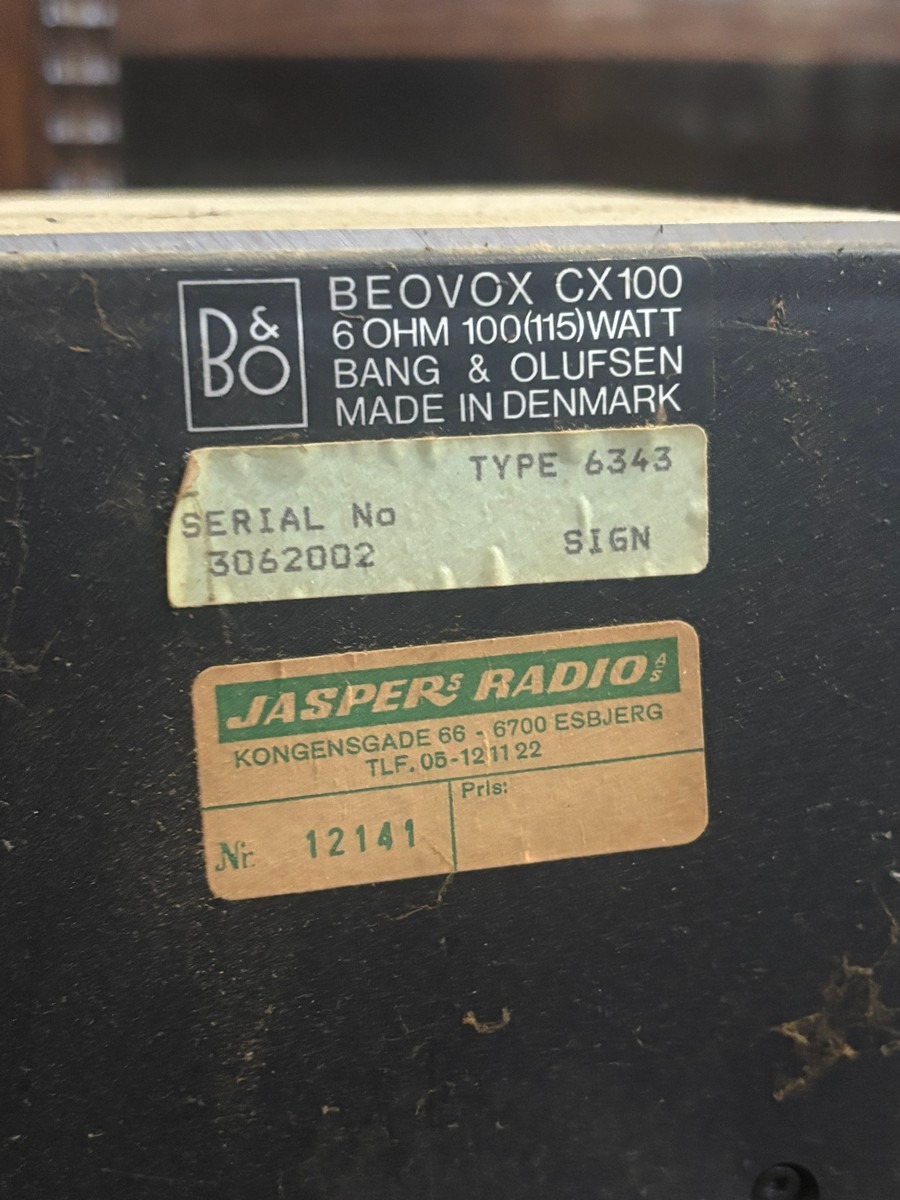 B&O
BEOVOX CX100
6 OHM 100(115)WATT
BANG & OLUFSEN
MADE IN DENMARK
TYPE 6343
SERIAL No
3062002
SIGN
JASPERS RADIO A/S
KONGENSGADE 66 - 6700 ESBJERG
TLF. 05-12 11 22
Pris:
Nr. 12141